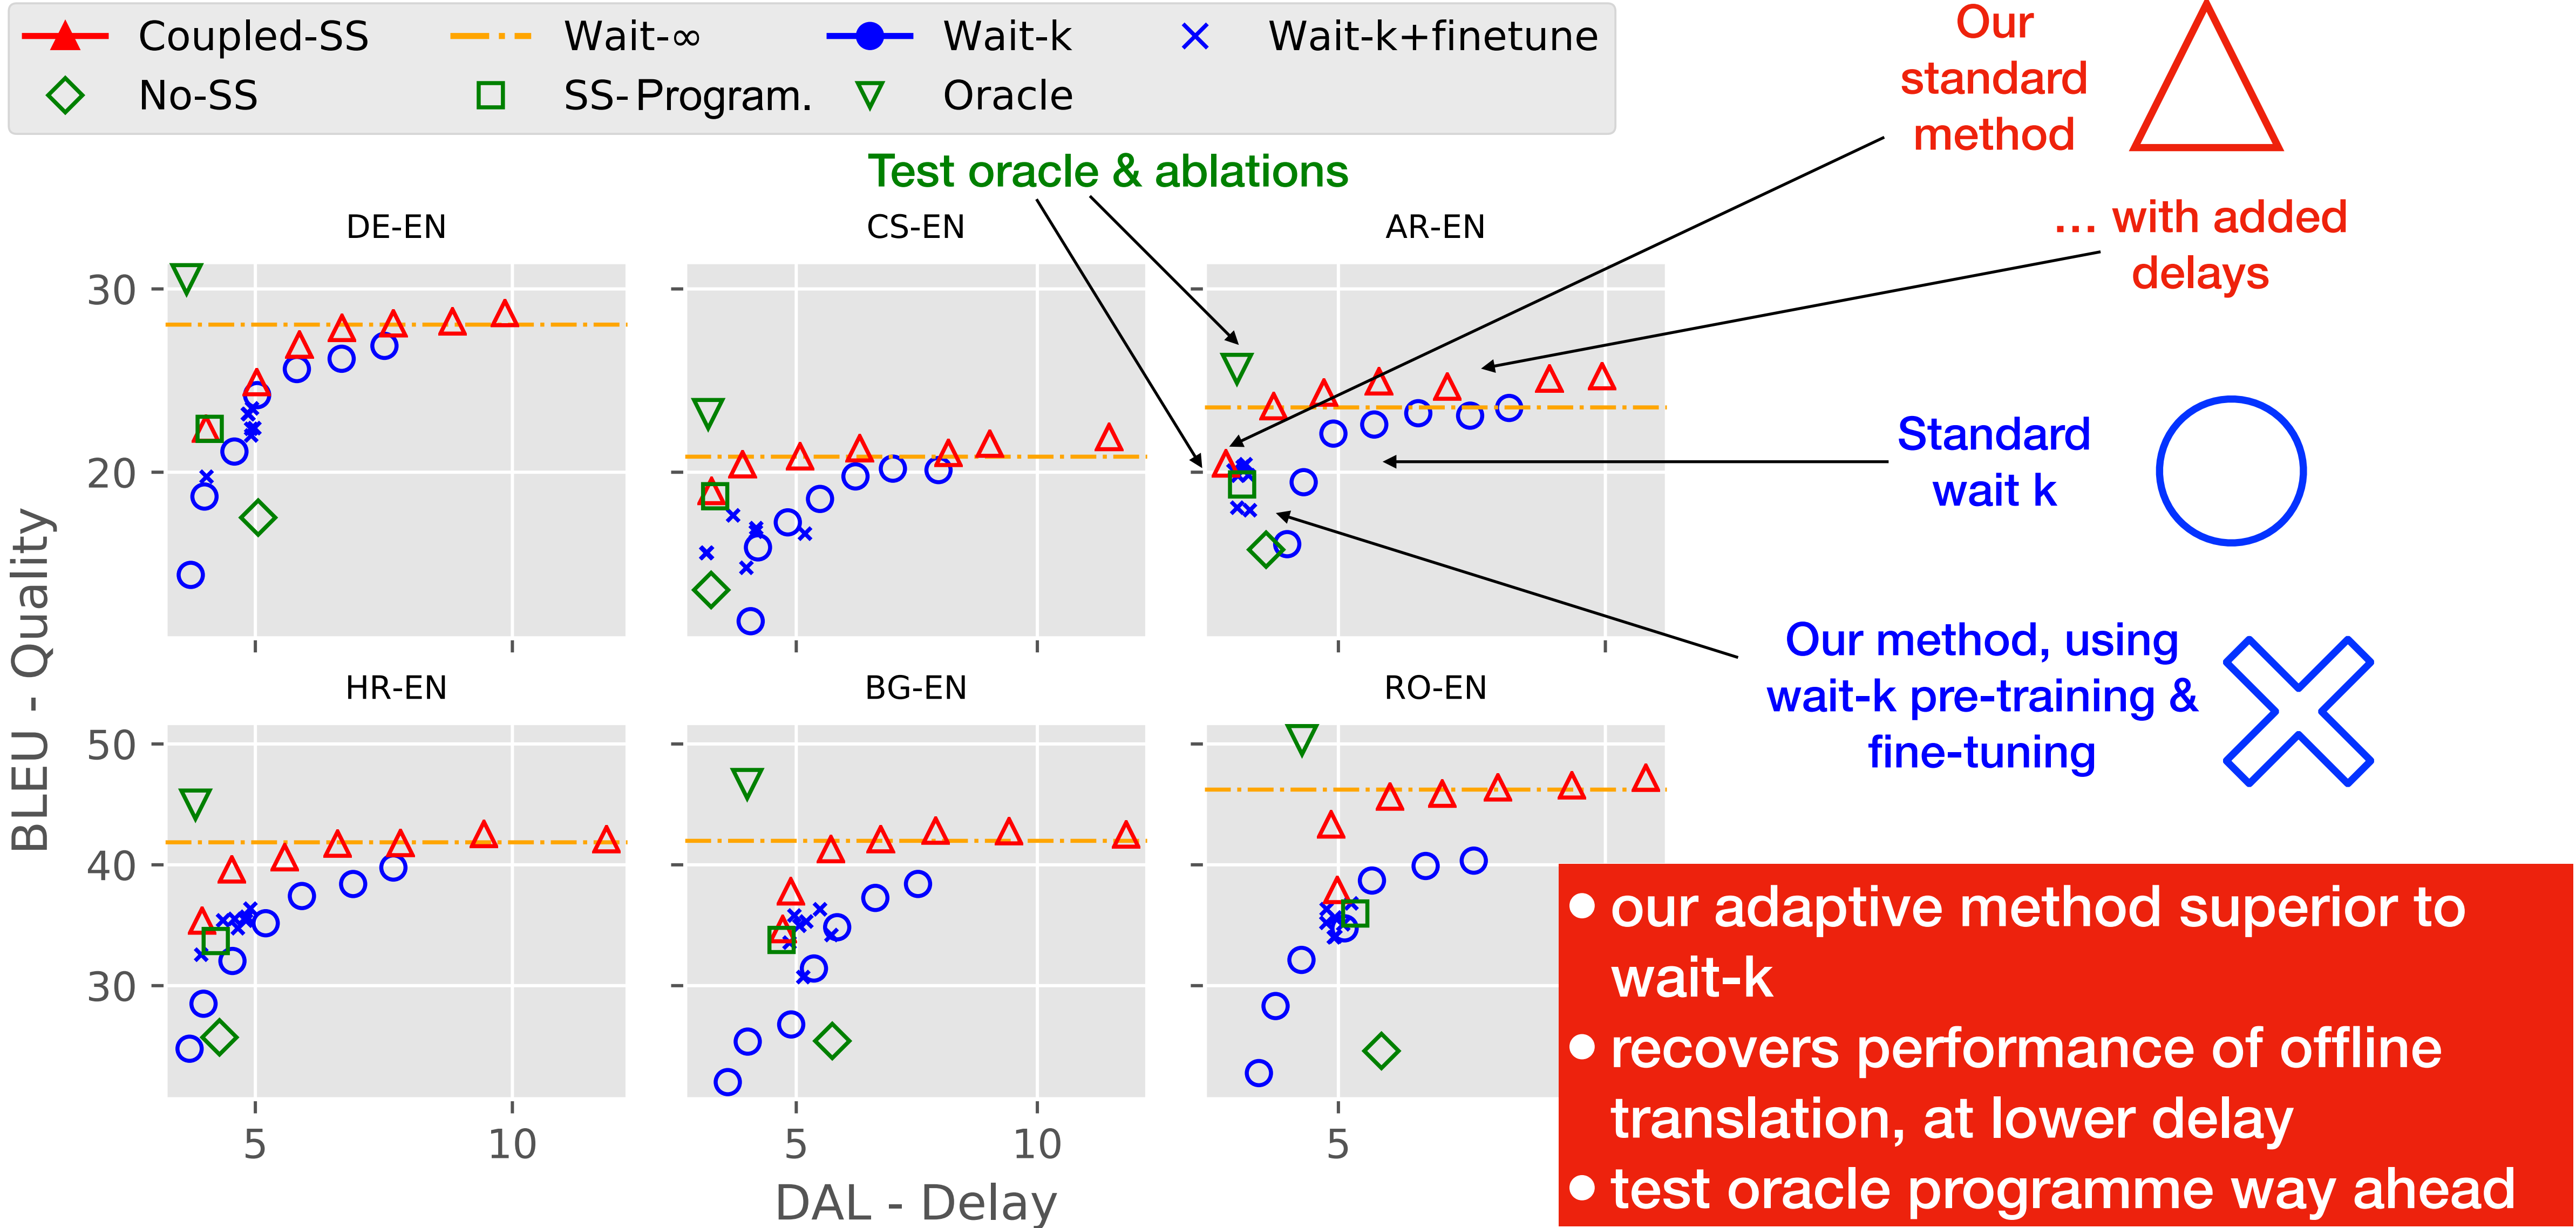 Coupled-SS Wait-∞ Wait-k Wait-k+finetune
No-SS SS-Program. Oracle
Our
standard
method
Test oracle & ablations
... with added
delays
DE-EN CS-EN AR-EN
30
20
Standard
wait k
Our method, using
wait-k pre-training &
fine-tuning
BLEU - Quality
HR-EN BG-EN RO-EN
50
40
30
5 10 5 10 5
DAL - Delay
• our adaptive method superior to
wait-k
• recovers performance of offline
translation, at lower delay
• test oracle programme way ahead